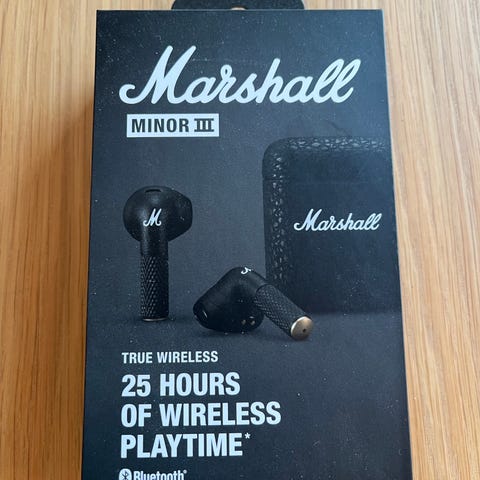 Marshall
MINOR III
Marshall
M
TRUE WIRELESS
25 HOURS
OF WIRELESS
PLAYTIME*
Bluetooth®